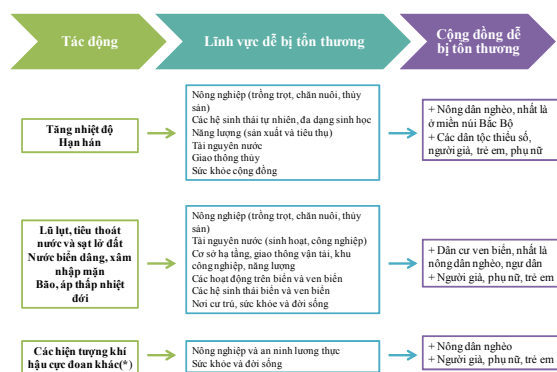 Tác động
Lĩnh vực dễ bị tổn thương
Cộng đồng dễ
bị tổn thương
Tăng nhiệt độ
Hạn hán
Nông nghiệp (trồng trọt, chăn nuôi, thủy
sản)
Các hệ sinh thái tự nhiên, đa dạng sinh học
Năng lượng (sản xuất và tiêu thụ)
Tài nguyên nước
Giao thông thủy
Sức khỏe cộng đồng
+ Nông dân nghèo, nhất là
ở miền núi Bắc Bộ
+ Các dân tộc thiểu số,
người già, trẻ em, phụ nữ
Lũ lụt, tiêu thoát
nước và sạt lở đất
Nước biển dâng, xâm
nhập mặn
Bão, áp thấp nhiệt
đới
Nông nghiệp (trồng trọt, chăn nuôi, thủy
sản)
Tài nguyên nước (sinh hoạt, công nghiệp)
Cơ sở hạ tầng, giao thông vận tải, khu
công nghiệp, năng lượng
Các hoạt động trên biển và ven biển
Các hệ sinh thái biển và ven biển
Nơi cư trú, sức khỏe và đời sống
+ Dân cư ven biển, nhất là
nông dân nghèo, ngư dân
+ Người già, phụ nữ, trẻ em
Các hiện tượng khí
hậu cực đoan khác(*)
Nông nghiệp và an ninh lương thực
Sức khỏe và đời sống
+ Nông dân nghèo
+ Người già, phụ nữ, trẻ em